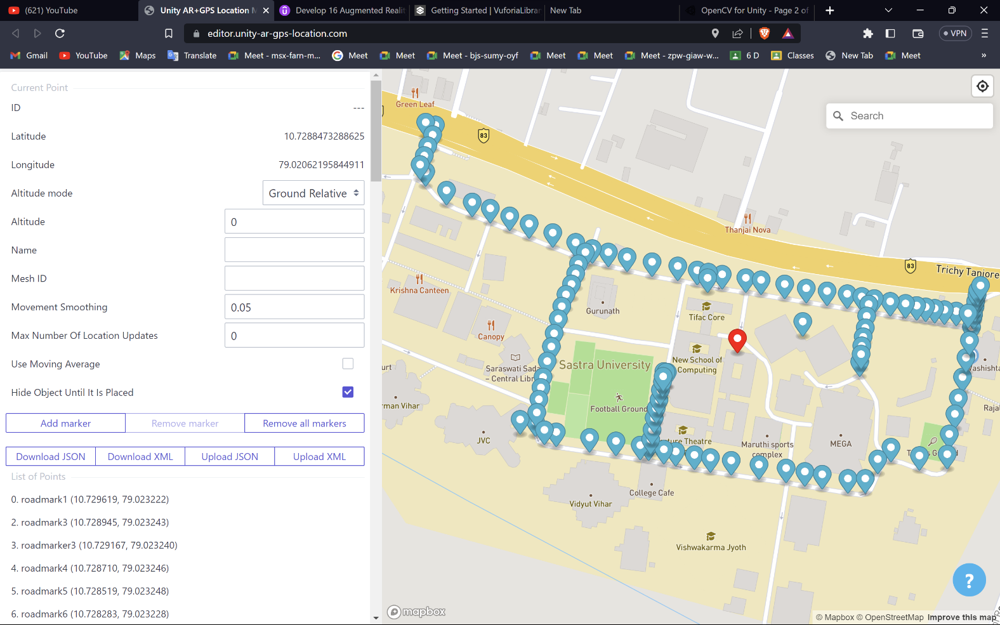 (621) YouTube
Unity AR+GPS Location M
Develop 16 Augmented Realit
Getting Started | VuforiaLibrar
New Tab
OpenCV for Unity - Page 2 of
editor.unity-ar-gps-location.com
VPN
Gmail
YouTube
Maps
Translate
Meet - msx-farn-m...
Meet
Meet
Meet - bjs-sumy-oyf
Meet
Meet
Meet - zpw-giaw-w...
6 D
Classes
New Tab
Meet
»
Current Point
ID ---
Latitude 10.7288473288625
Longitude 79.02062195844911
Altitude mode Ground Relative
Altitude 0
Name
Mesh ID
Movement Smoothing 0.05
Max Number Of Location Updates 0
Use Moving Average
Hide Object Until It Is Placed
Add marker Remove marker Remove all markers
Download JSON Download XML Upload JSON Upload XML
List of Points
0. roadmark1 (10.729619, 79.023222)
2. roadmark3 (10.728945, 79.023243)
3. roadmarker3 (10.729167, 79.023240)
4. roadmark4 (10.728710, 79.023246)
5. roadmark5 (10.728519, 79.023248)
6. roadmark6 (10.728283, 79.023228)
Search
Green Leaf
83
Thanjai Nova
83
Trichy Tanjore
Krishna Canteen
Gurunath
Tifac Core
Canopy
New School of
Computing
Saraswati Sada
– Central Libr
Sastra University
urt
ashista
rman Vihar
Football Ground
Raja
JVC
ture Theatre
Maruthi sports
complex
MEGA
College Cafe
Vidyut Vihar
Vishwakarma Jyoth
?
mapbox
© Mapbox © OpenStreetMap Improve this map